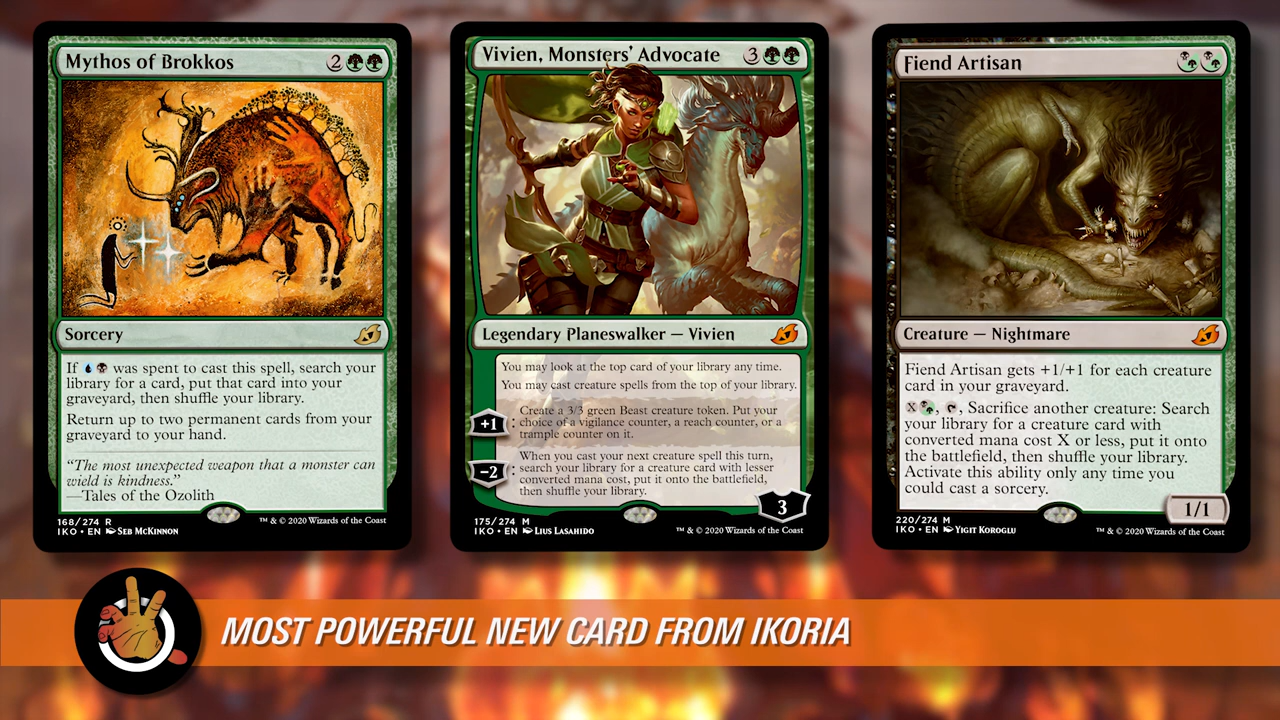 Mythos of Brokkos 2
Sorcery
If was spent to cast this spell, search your
library for a card, put that card into your
graveyard, then shuffle your library.
Return up to two permanent cards from your
graveyard to your hand.
“The most unexpected weapon that a monster can
wield is kindness.”
—Tales of the Ozolith
168/274 R
IKO • EN Seb McKinnon
™ & © 2020 Wizards of the Coast
Vivien, Monsters’ Advocate 3
Legendary Planeswalker — Vivien
You may look at the top card of your library any time.
You may cast creature spells from the top of your library.
+1 : Create a 3/3 green Beast creature token. Put your
choice of a vigilance counter, a reach counter, or a
trample counter on it.
−2 : When you cast your next creature spell this turn,
search your library for a creature card with lesser
converted mana cost, put it onto the battlefield,
then shuffle your library.
3
175/274 M
IKO • EN Lius Lasahido
™ & © 2020 Wizards of the Coast
Fiend Artisan
Creature — Nightmare
Fiend Artisan gets +1/+1 for each creature
card in your graveyard.
X , , Sacrifice another creature: Search
your library for a creature card with
converted mana cost X or less, put it onto
the battlefield, then shuffle your library.
Activate this ability only any time you
could cast a sorcery.
1/1
220/274 M
IKO • EN Yigit Koroglu
™ & © 2020 Wizards of the Coast
MOST POWERFUL NEW CARD FROM IKORIA